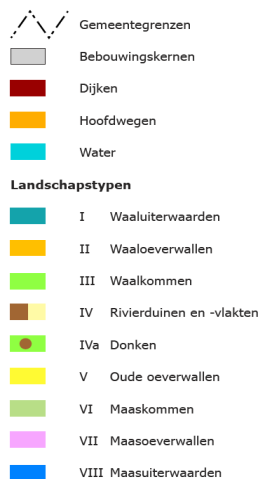 Gemeentegrenzen
Bebouwingskernen
Dijken
Hoofdwegen
Water
Landschapstypen
I Waaluiterwaarden
II Waaloeverwallen
III Waalkommen
IV Rivierduinen en -vlakten
IVa Donken
V Oude oeverwallen
VI Maaskommen
VII Maasoeverwallen
VIII Maasuiterwaarden